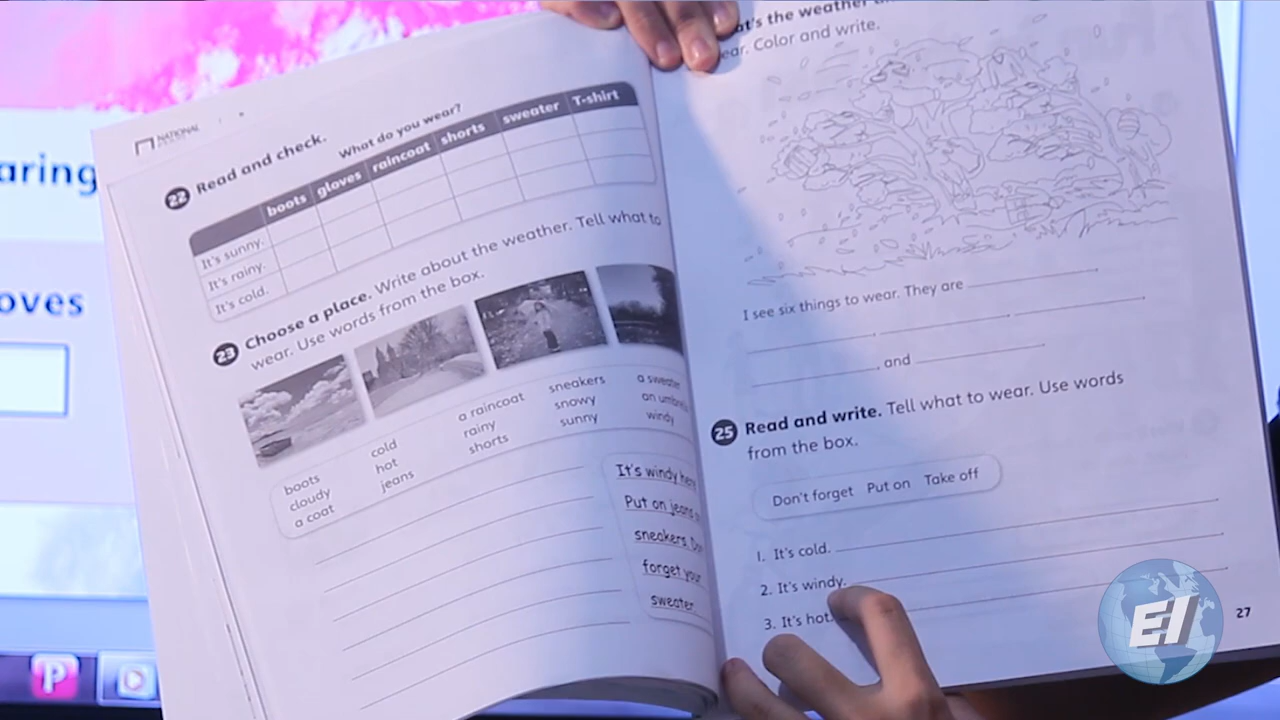 aring
oves
NATIONAL
22 Read and check.
What do you wear?
boots gloves raincoat shorts sweater T-shirt
It's sunny.
It's rainy.
It's cold.
23 Choose a place. Write about the weather. Tell what to
wear. Use words from the box.
boots cold a raincoat sneakers a sweater
cloudy hot rainy snowy
a coat jeans shorts sunny windy
It's windy
Put on jeans
sneakers.
forget your
sweater.
the weather
Color and write.
I see six things to wear. They are
, and
25 Read and write. Tell what to wear. Use words
from the box.
Don't forget Put on Take off
1. It's cold.
2. It's windy.
3. It's hot.
27
EI
P